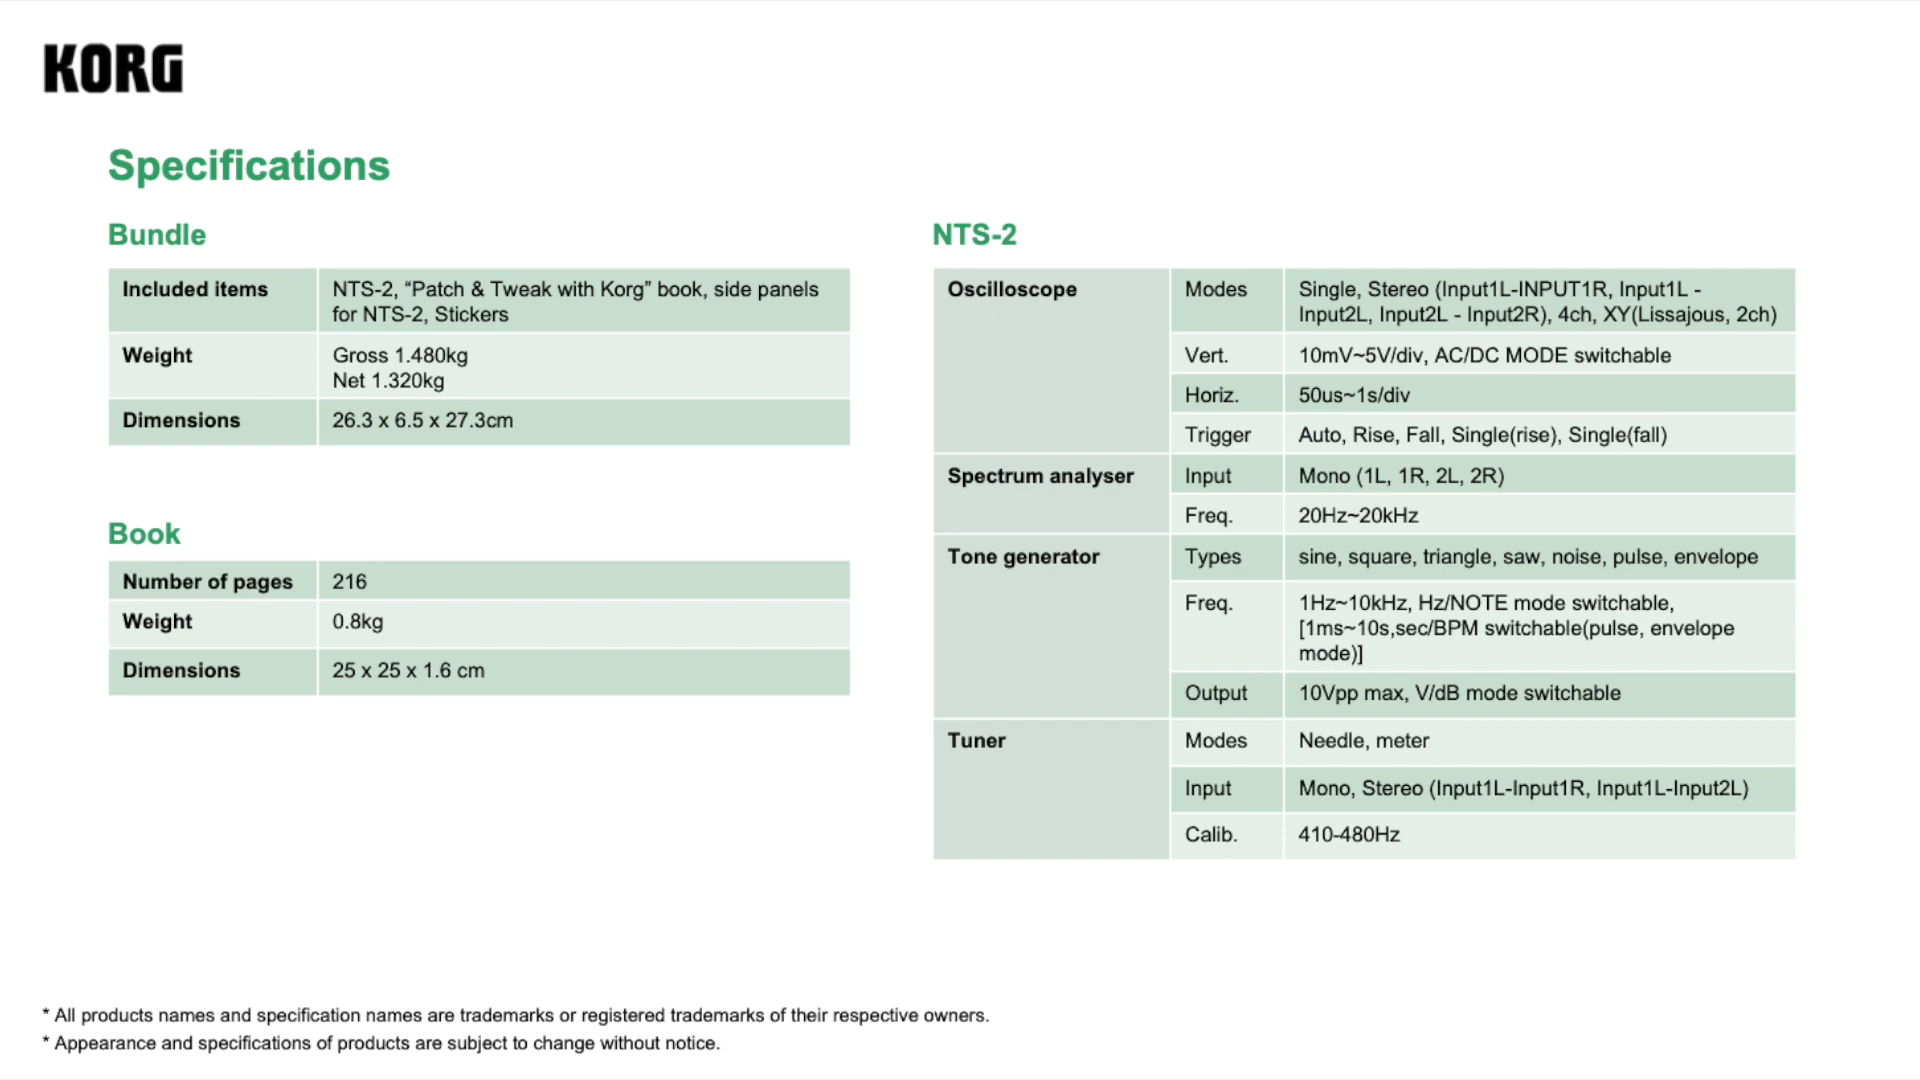 KORG
Specifications
Bundle
Included items NTS-2, “Patch & Tweak with Korg” book, side panels
for NTS-2, Stickers
Weight Gross 1.480kg
Net 1.320kg
Dimensions 26.3 x 6.5 x 27.3cm
Book
Number of pages 216
Weight 0.8kg
Dimensions 25 x 25 x 1.6 cm
NTS-2
Oscilloscope Modes Single, Stereo (Input1L-INPUT1R, Input1L -
Input2L, Input2L - Input2R), 4ch, XY(Lissajous, 2ch)
Vert. 10mV~5V/div, AC/DC MODE switchable
Horiz. 50us~1s/div
Trigger Auto, Rise, Fall, Single(rise), Single(fall)
Spectrum analyser Input Mono (1L, 1R, 2L, 2R)
Freq. 20Hz~20kHz
Tone generator Types sine, square, triangle, saw, noise, pulse, envelope
Freq. 1Hz~10kHz, Hz/NOTE mode switchable,
[1ms~10s,sec/BPM switchable(pulse, envelope
mode)]
Output 10Vpp max, V/dB mode switchable
Tuner Modes Needle, meter
Input Mono, Stereo (Input1L-Input1R, Input1L-Input2L)
Calib. 410-480Hz
* All products names and specification names are trademarks or registered trademarks of their respective owners.
* Appearance and specifications of products are subject to change without notice.